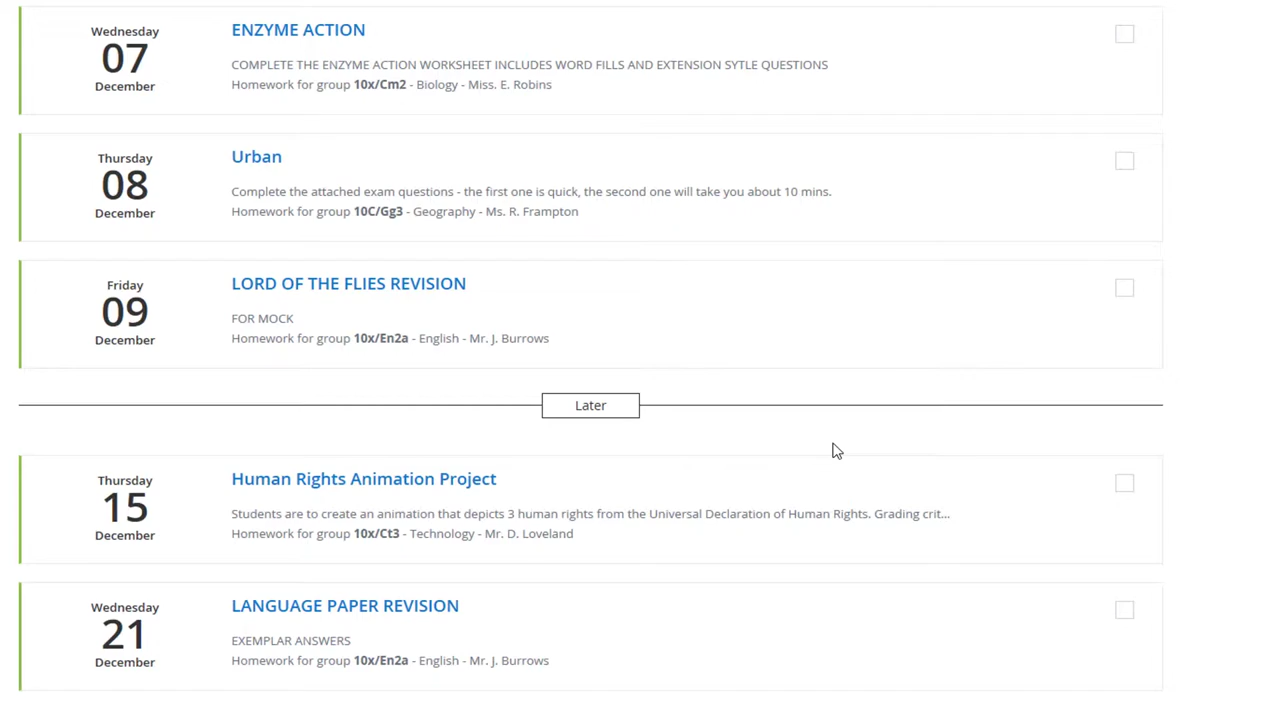 Wednesday
07
December
ENZYME ACTION
COMPLETE THE ENZYME ACTION WORKSHEET INCLUDES WORD FILLS AND EXTENSION SYTLE QUESTIONS
Homework for group 10x/Cm2 - Biology - Miss. E. Robins
Thursday
08
December
Urban
Complete the attached exam questions - the first one is quick, the second one will take you about 10 mins.
Homework for group 10C/Gg3 - Geography - Ms. R. Frampton
Friday
09
December
LORD OF THE FLIES REVISION
FOR MOCK
Homework for group 10x/En2a - English - Mr. J. Burrows
Later
Thursday
15
December
Human Rights Animation Project
Students are to create an animation that depicts 3 human rights from the Universal Declaration of Human Rights. Grading crit...
Homework for group 10x/Ct3 - Technology - Mr. D. Loveland
Wednesday
21
December
LANGUAGE PAPER REVISION
EXEMPLAR ANSWERS
Homework for group 10x/En2a - English - Mr. J. Burrows